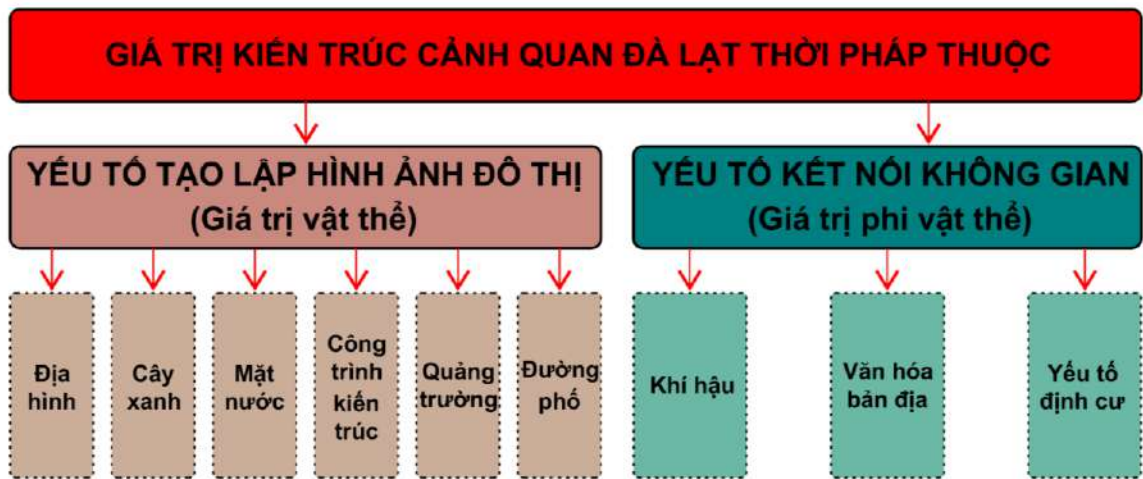 GIÁ TRỊ KIẾN TRÚC CẢNH QUAN ĐÀ LẠT THỜI PHÁP THUỘC
YẾU TỐ TẠO LẬP HÌNH ẢNH ĐÔ THỊ
(Giá trị vật thể)
YẾU TỐ KẾT NỐI KHÔNG GIAN
(Giá trị phi vật thể)
Địa
hình
Cây
xanh
Mặt
nước
Công
trình
kiến
trúc
Quảng
trường
Đường
phố
Khí hậu
Văn hóa
bản địa
Yếu tố
định cư